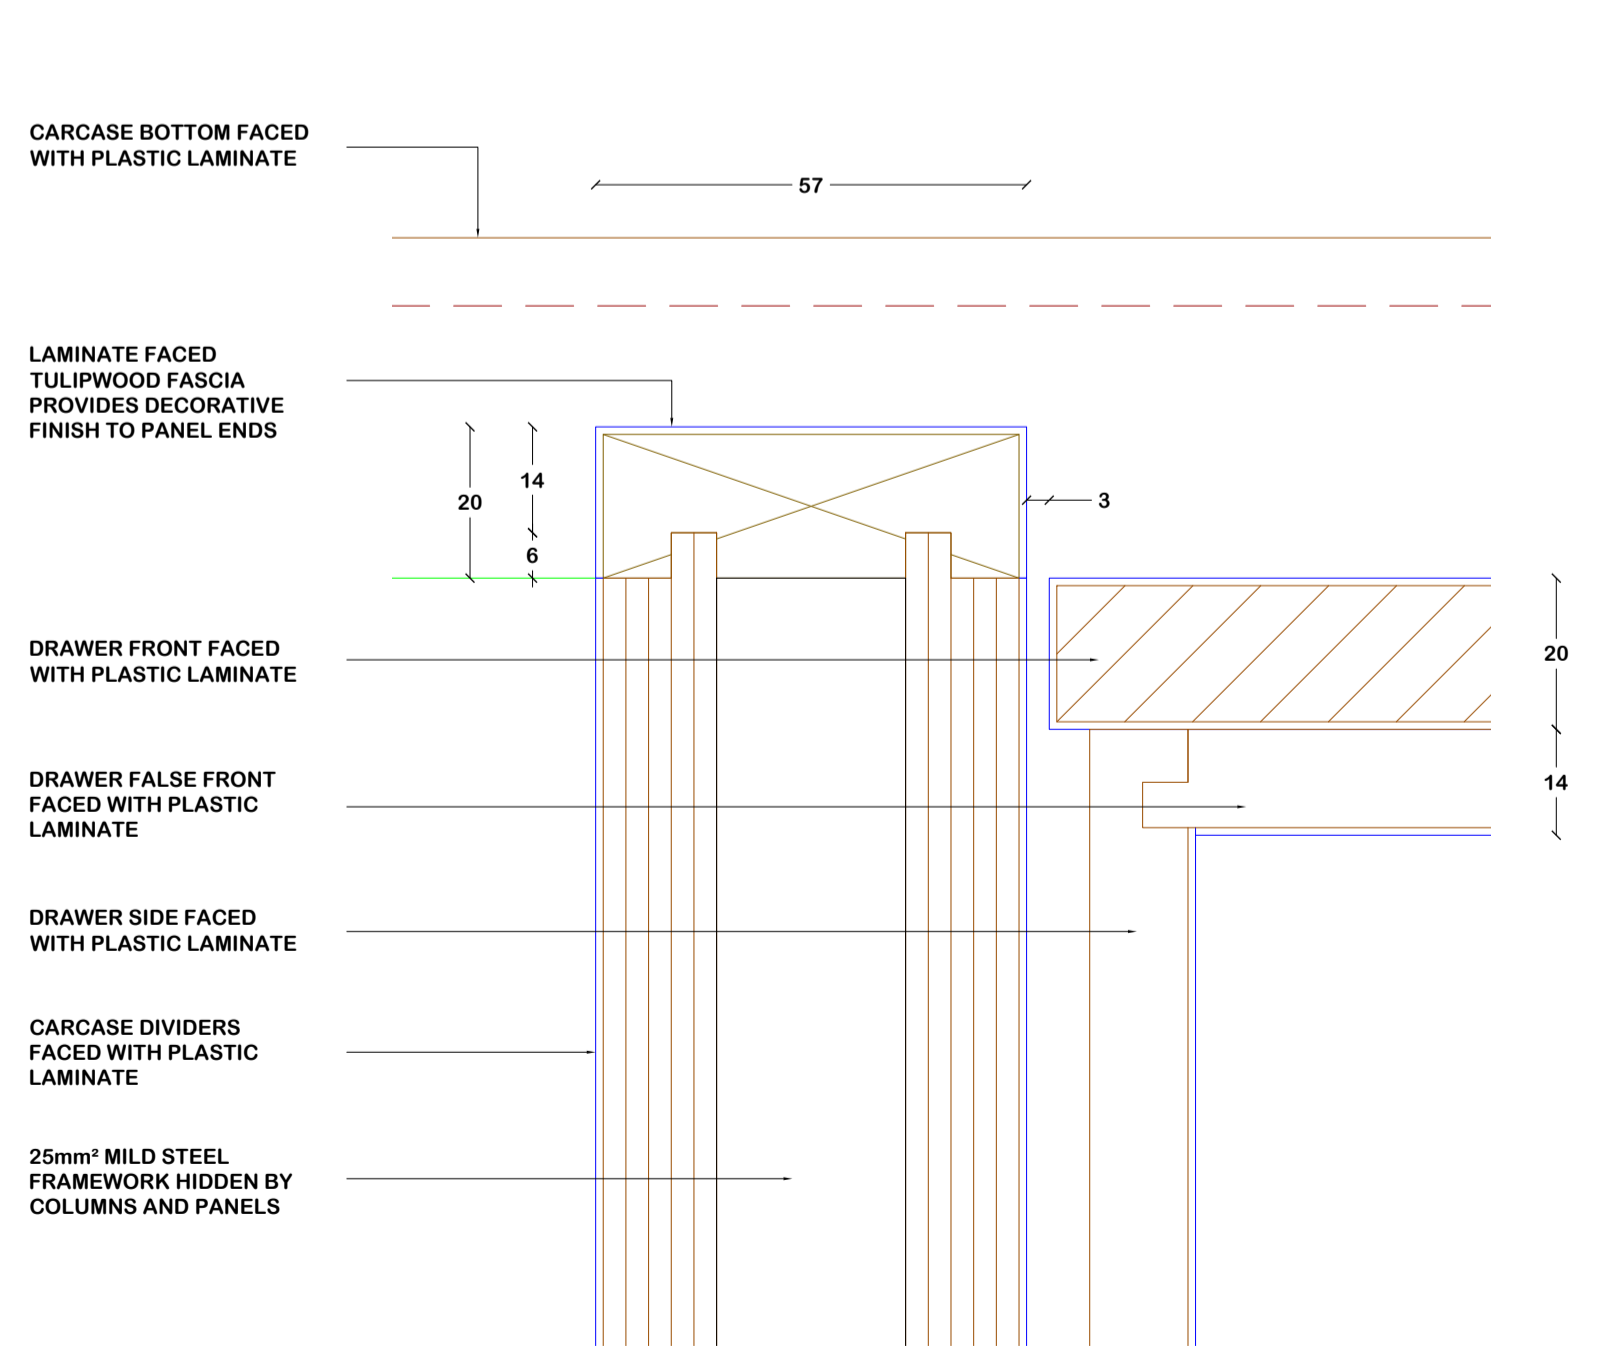 CARCASE BOTTOM FACED
WITH PLASTIC LAMINATE
57
LAMINATE FACED
TULIPWOOD FASCIA
PROVIDES DECORATIVE
FINISH TO PANEL ENDS
14
20
3
6
DRAWER FRONT FACED
WITH PLASTIC LAMINATE
20
DRAWER FALSE FRONT
FACED WITH PLASTIC
LAMINATE
14
DRAWER SIDE FACED
WITH PLASTIC LAMINATE
CARCASE DIVIDERS
FACED WITH PLASTIC
LAMINATE
25mm² MILD STEEL
FRAMEWORK HIDDEN BY
COLUMNS AND PANELS